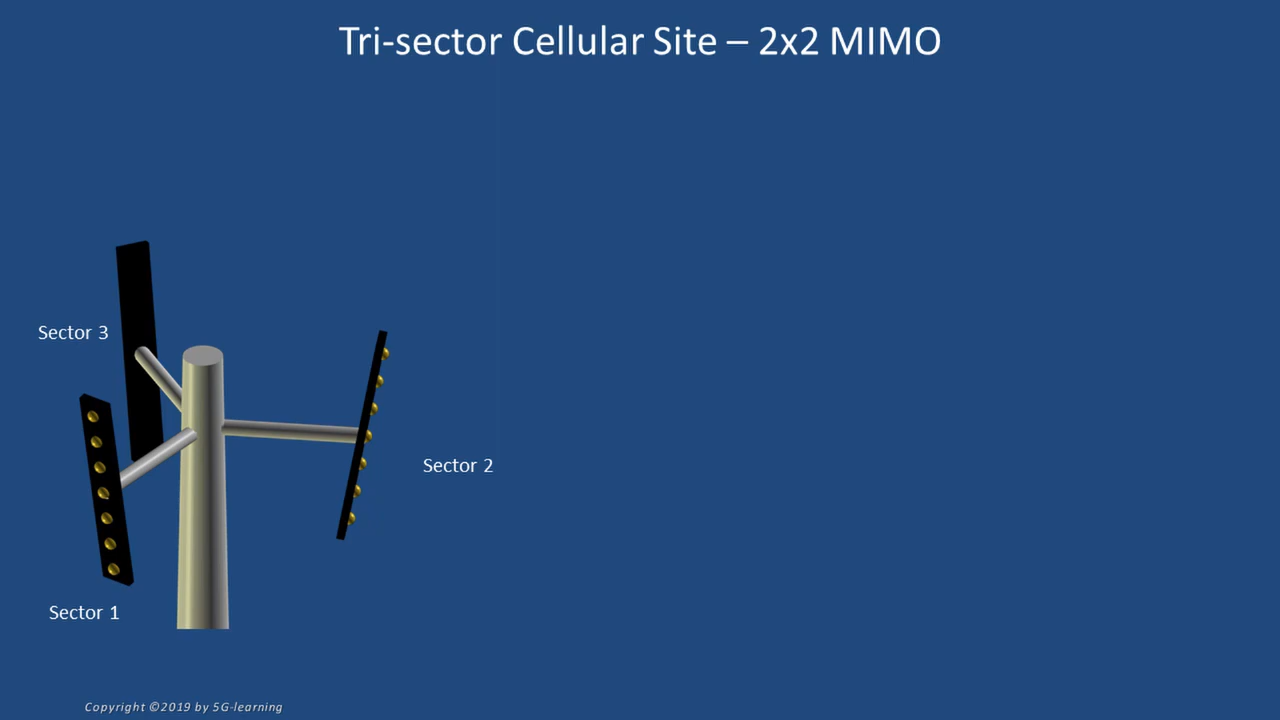 Tri-sector Cellular Site – 2x2 MIMO
Sector 3
Sector 2
Sector 1
Copyright ©2019 by 5G-learning